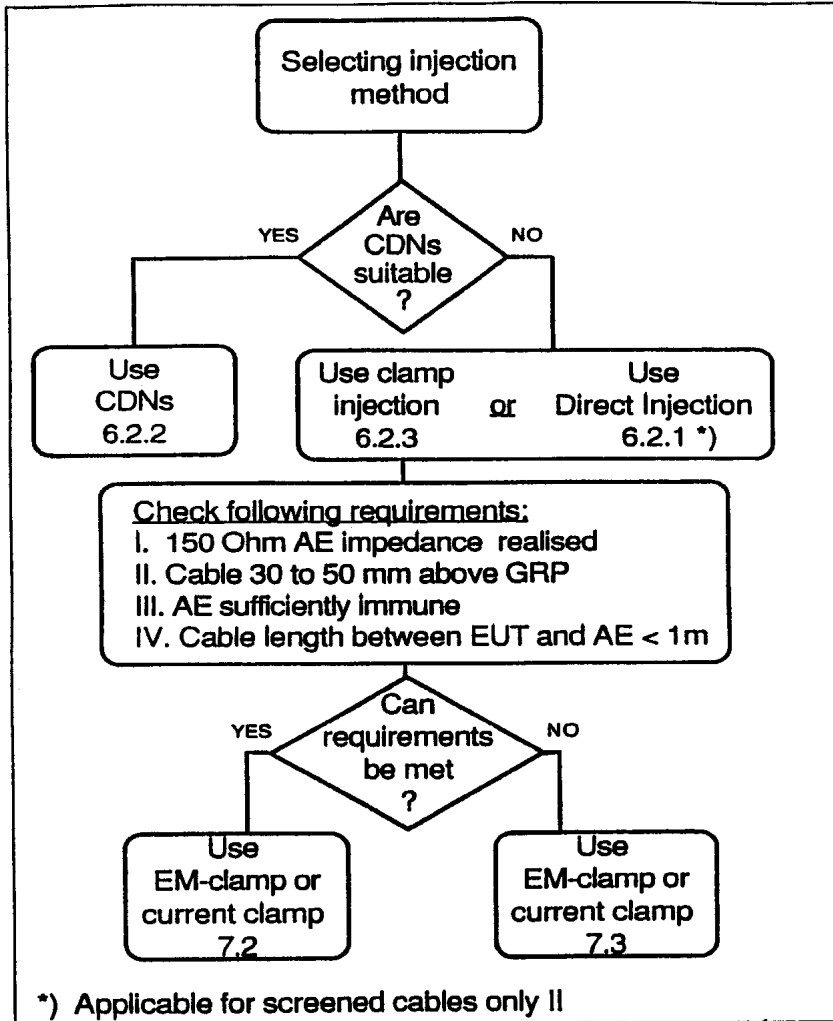 Selecting injection
method
YES
Are
CDNs
suitable
?
NO
Use
CDNs
6.2.2
Use clamp
injection
6.2.3
or
Use
Direct Injection
6.2.1 *)
Check following requirements:
I. 150 Ohm AE impedance realised
II. Cable 30 to 50 mm above GRP
III. AE sufficiently immune
IV. Cable length between EUT and AE < 1m
YES
Can
requirements
be met
?
NO
Use
EM-clamp or
current clamp
7.2
Use
EM-clamp or
current clamp
7.3
*) Applicable for screened cables only !!